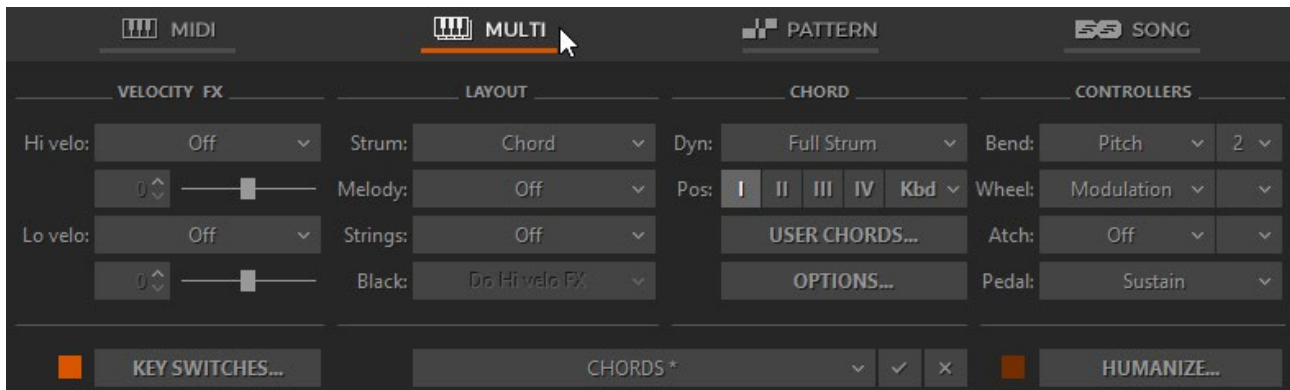 MIDI MULTI PATTERN SONG
VELOCITY FX LAYOUT CHORD CONTROLLERS
Hi velo: Off Strum: Chord Dyn: Full Strum Bend: Pitch 2
0 Melody: Off Pos: I II III IV Kbd Wheel: Modulation
Lo velo: Off Strings: Off USER CHORDS... Atch: Off
0 Black: Do Hi velo FX OPTIONS... Pedal: Sustain
KEY SWITCHES... CHORDS * HUMANIZE...